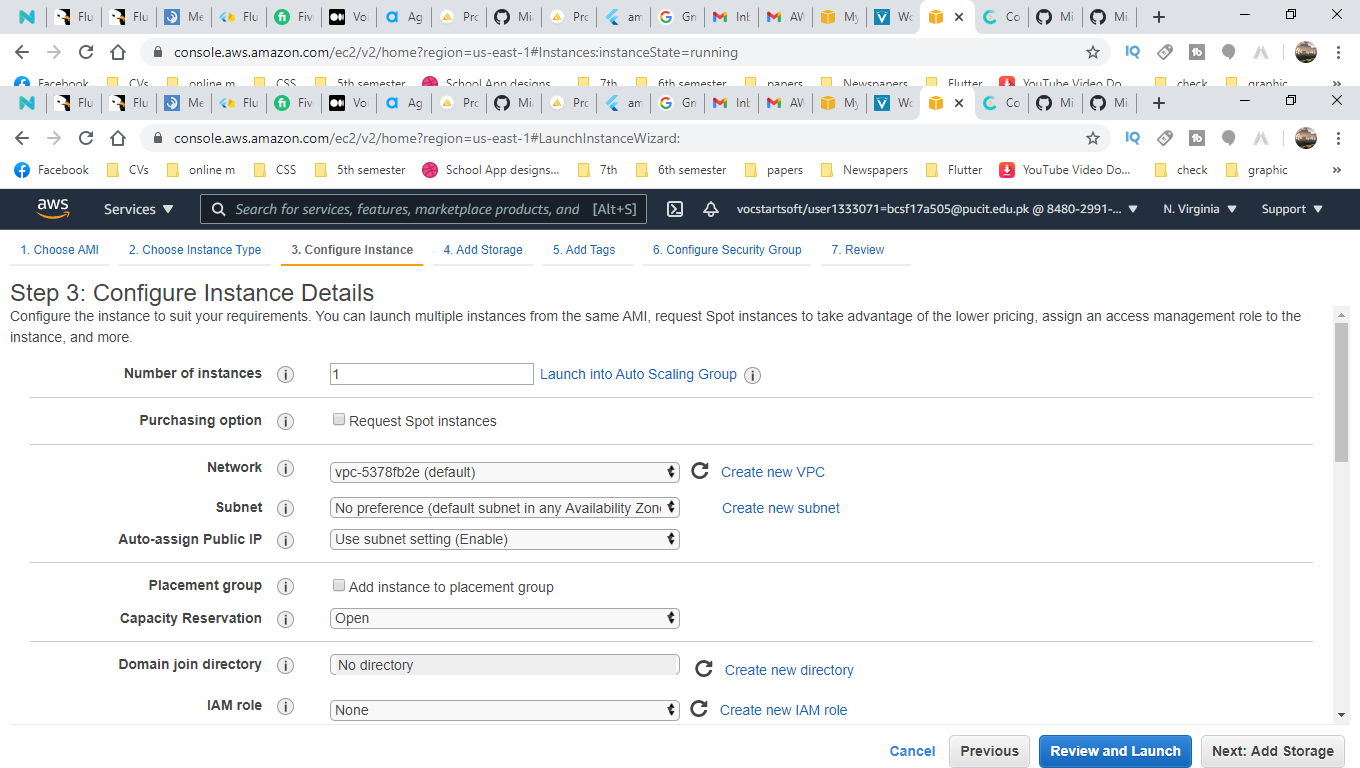 Flu Flu Me Flu Five Vo Ag Pro Mi Pro am Gr Inb AW My Wo Co Mi Mi
console.aws.amazon.com/ec2/v2/home?region=us-east-1#Instances:instanceState=running
Facebook CVs online m CSS 5th semester School App designs... 7th 6th semester papers Newspapers Flutter YouTube Video Do... check graphic
Flu Flu Me Flu Five Vo Ag Pro Mi Pro am Gr Inb AW My Wo Co Mi Mi
console.aws.amazon.com/ec2/v2/home?region=us-east-1#LaunchInstanceWizard:
Facebook CVs online m CSS 5th semester School App designs... 7th 6th semester papers Newspapers Flutter YouTube Video Do... check graphic »
aws Services Search for services, features, marketplace products, and [Alt+S] vocstartsoft/user1333071=bcsf17a505@pucit.edu.pk @ 8480-2991-... N. Virginia Support
1. Choose AMI 2. Choose Instance Type 3. Configure Instance 4. Add Storage 5. Add Tags 6. Configure Security Group 7. Review
Step 3: Configure Instance Details
Configure the instance to suit your requirements. You can launch multiple instances from the same AMI, request Spot instances to take advantage of the lower pricing, assign an access management role to the
instance, and more.
Number of instances 1 Launch into Auto Scaling Group
Purchasing option Request Spot instances
Network vpc-5378fb2e (default) Create new VPC
Subnet No preference (default subnet in any Availability Zone Create new subnet
Auto-assign Public IP Use subnet setting (Enable)
Placement group Add instance to placement group
Capacity Reservation Open
Domain join directory No directory Create new directory
IAM role None Create new IAM role
Cancel Previous Review and Launch Next: Add Storage